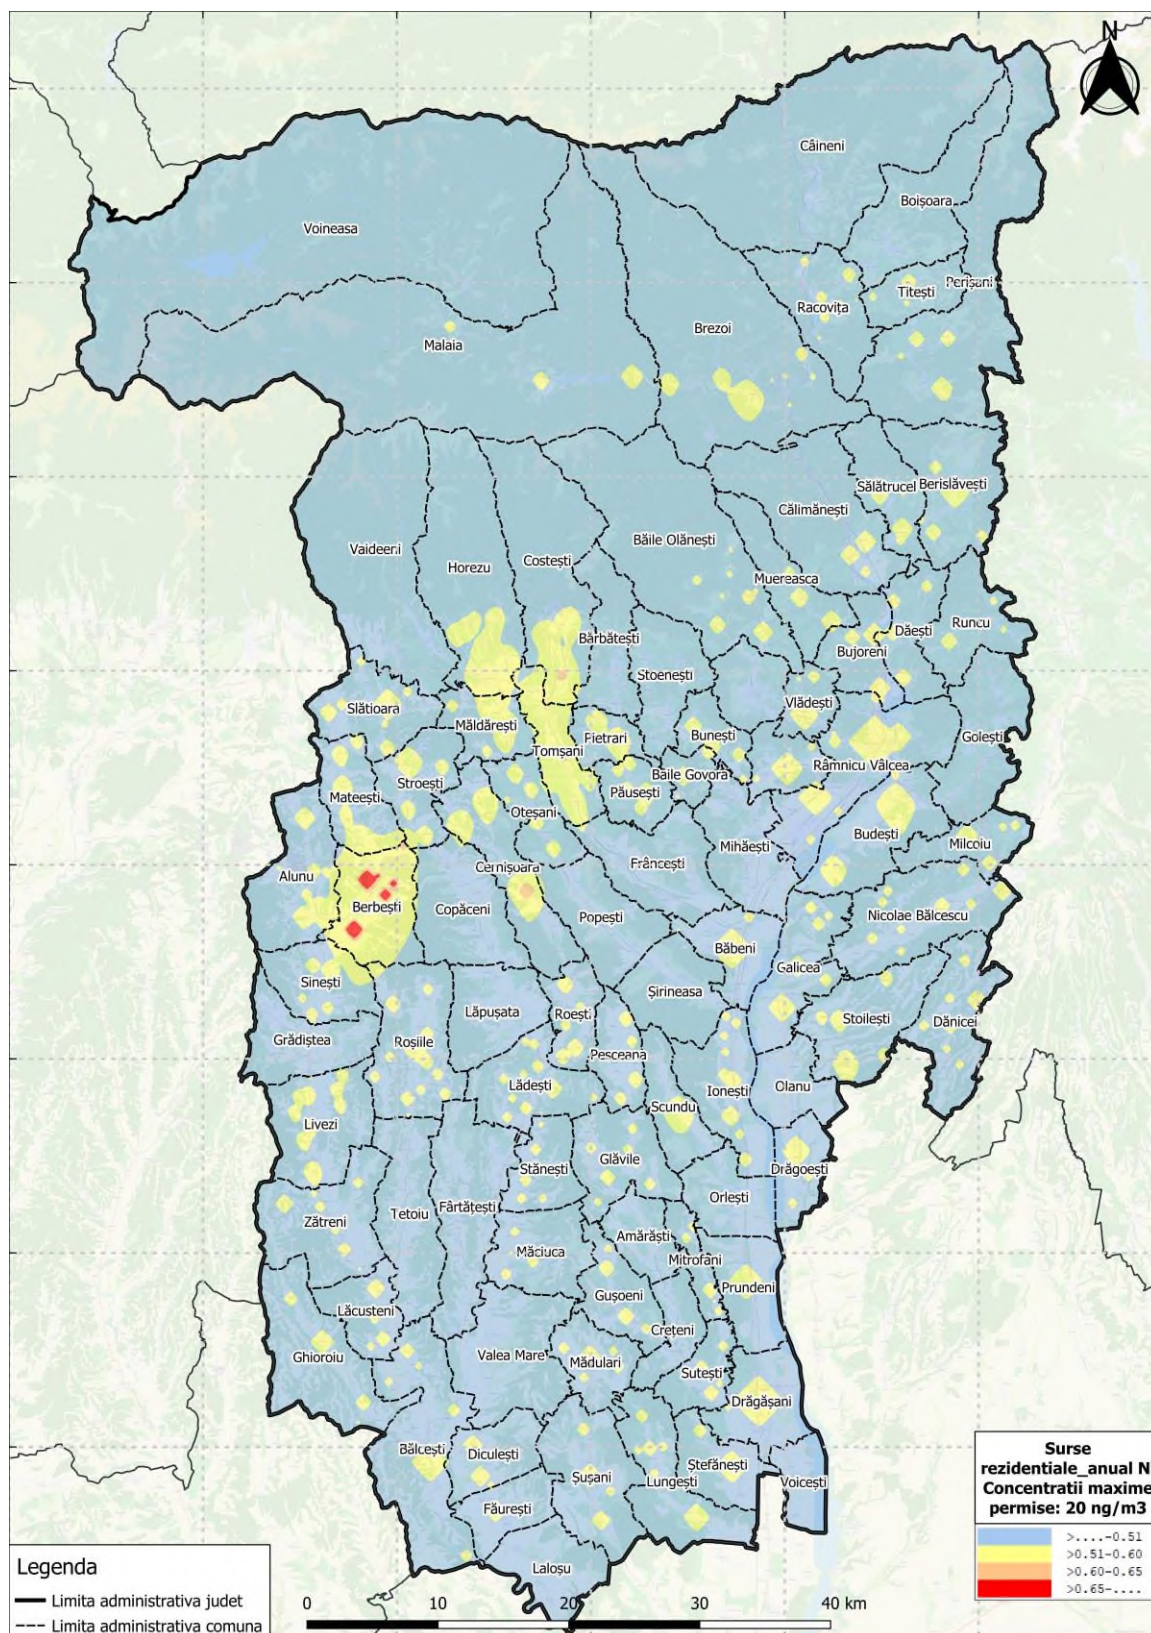 N
Câineni
Boișoara
Voineasa
Perișani
Titești
Racovița
Brezoi
Malaia
Sălătrucel
Berislăvești
Călimănești
Băile Olănești
Vaideeni
Costești
Horezu
Muereasca
Runcu
Dăești
Bărbătești
Bujoreni
Stoenești
Vlădești
Slătioara
Măldărești
Bunești
Golești
Pietrari
Tomșani
Râmnicu Vâlcea
Băile Govora
Stroești
Păusești
Mateești
Oteșani
Budești
Milcoiu
Mihăești
Frâncești
Cernișoara
Alunu
Berbești
Copăceni
Popești
Nicolae Bălcescu
Băbeni
Galicea
Sinești
Șirineasa
Lăpușata
Roești
Stoilești
Dănicei
Grădiștea
Roșiile
Pesceana
Lădești
Ionești
Olanu
Scundu
Livezi
Glăvile
Stănești
Drăgoești
Orlești
Fârtățești
Tetoiu
Zătreni
Amărăști
Măciuca
Mitrofani
Prundeni
Gușoeni
Lăcusteni
Crețeni
Valea Mare
Ghioroiu
Mădulari
Sutești
Drăgășani
Bălcești
Diculești
Ștefănești
Șușani
Lungești
Voicești
Făurești
Laloșu
Surse
rezidentiale_anual N
Concentratii maxime
permise: 20 ng/m3
>....-0.51
>0.51-0.60
>0.60-0.65
>0.65-....
Legenda
Limita administrativa judet
Limita administrativa comuna
0 10 20 30 40 km